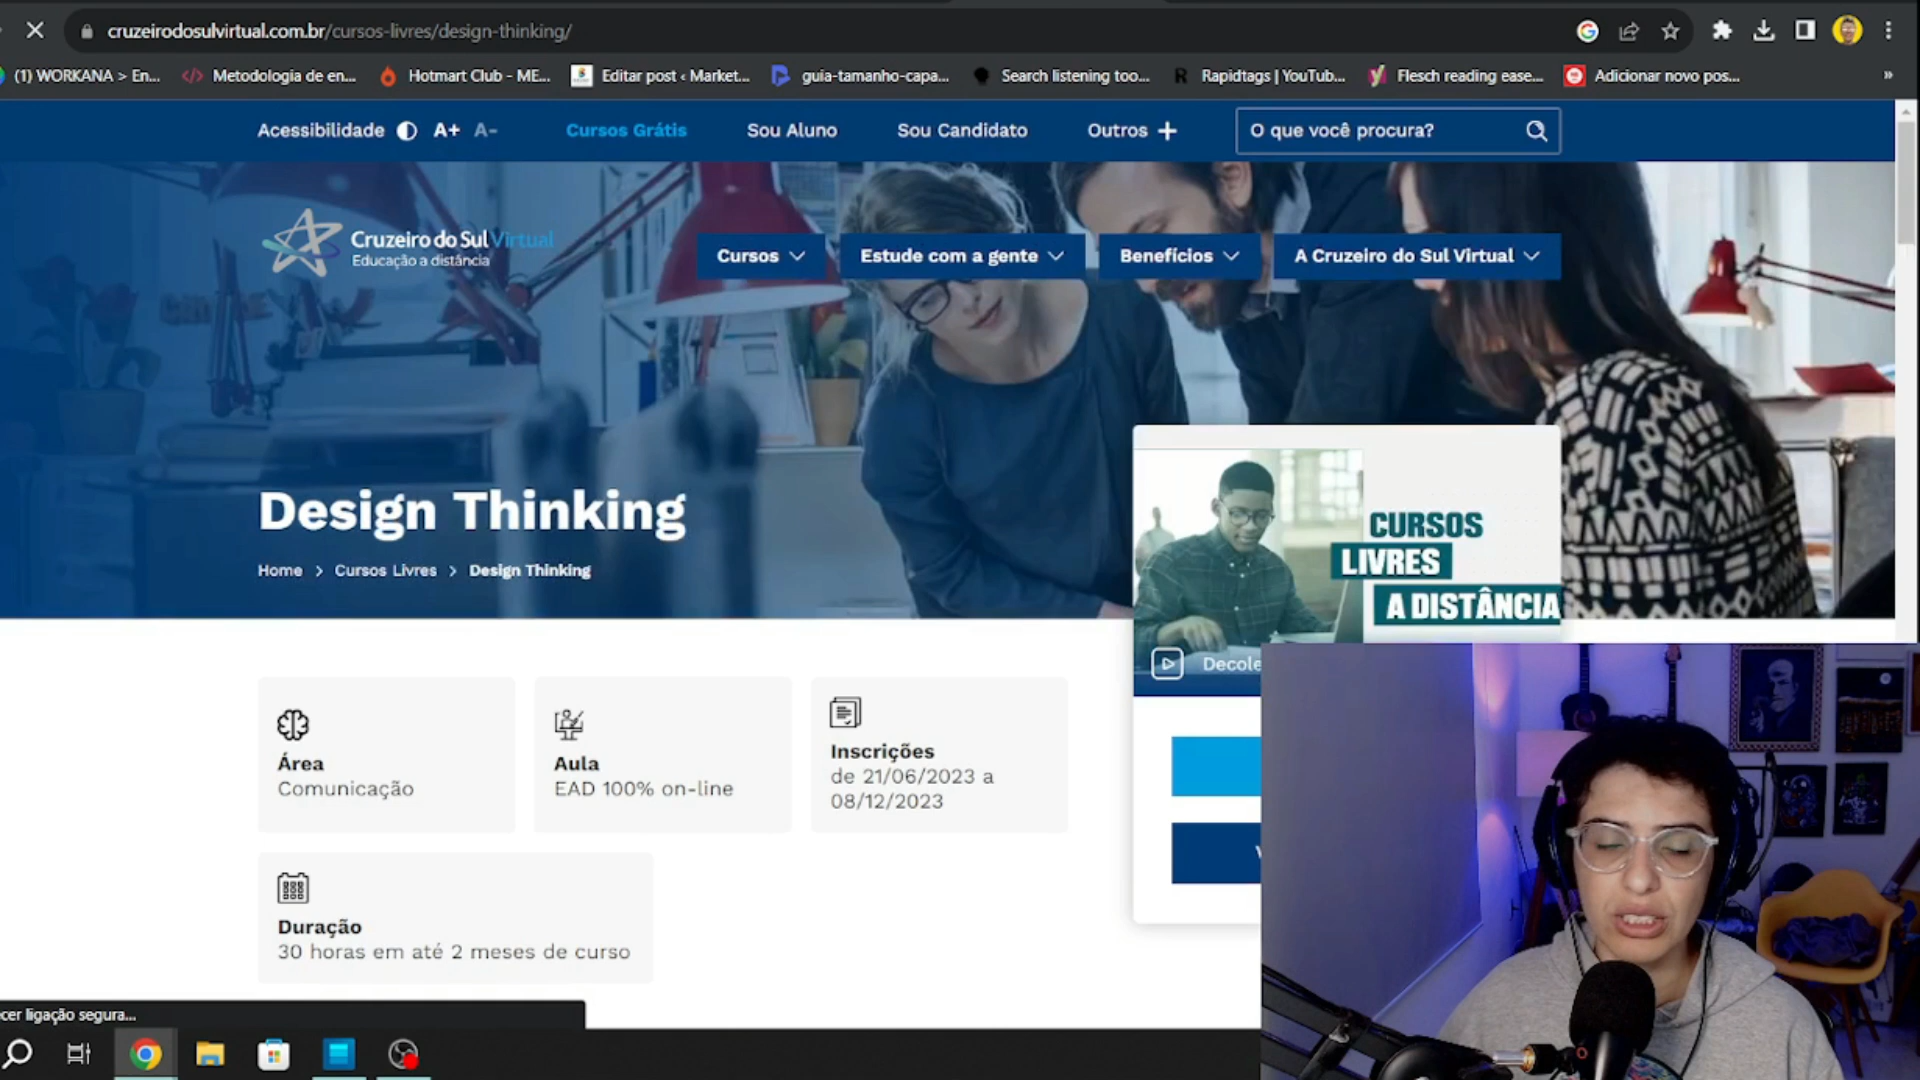 cruzeirodosulvirtual.com.br/cursos-livres/design-thinking/
(1) WORKANA > En... Metodologia de en... Hotmart Club - ME... Editar post ‹ Market... guia-tamanho-capa... Search listening too... Rapidtags | YouTub... Flesch reading ease... Adicionar novo pos... »
Acessibilidade A+ A- Cursos Grátis Sou Aluno Sou Candidato Outros + O que você procura?
Cruzeiro do Sul Virtual
Educação a distância
Cursos Estude com a gente Benefícios A Cruzeiro do Sul Virtual
Design Thinking
Home > Cursos Livres > Design Thinking
CURSOS
LIVRES
A DISTÂNCIA
Decole
Área
Comunicação
Aula
EAD 100% on-line
Inscrições
de 21/06/2023 a
08/12/2023
Duração
30 horas em até 2 meses de curso
cer ligação segura...